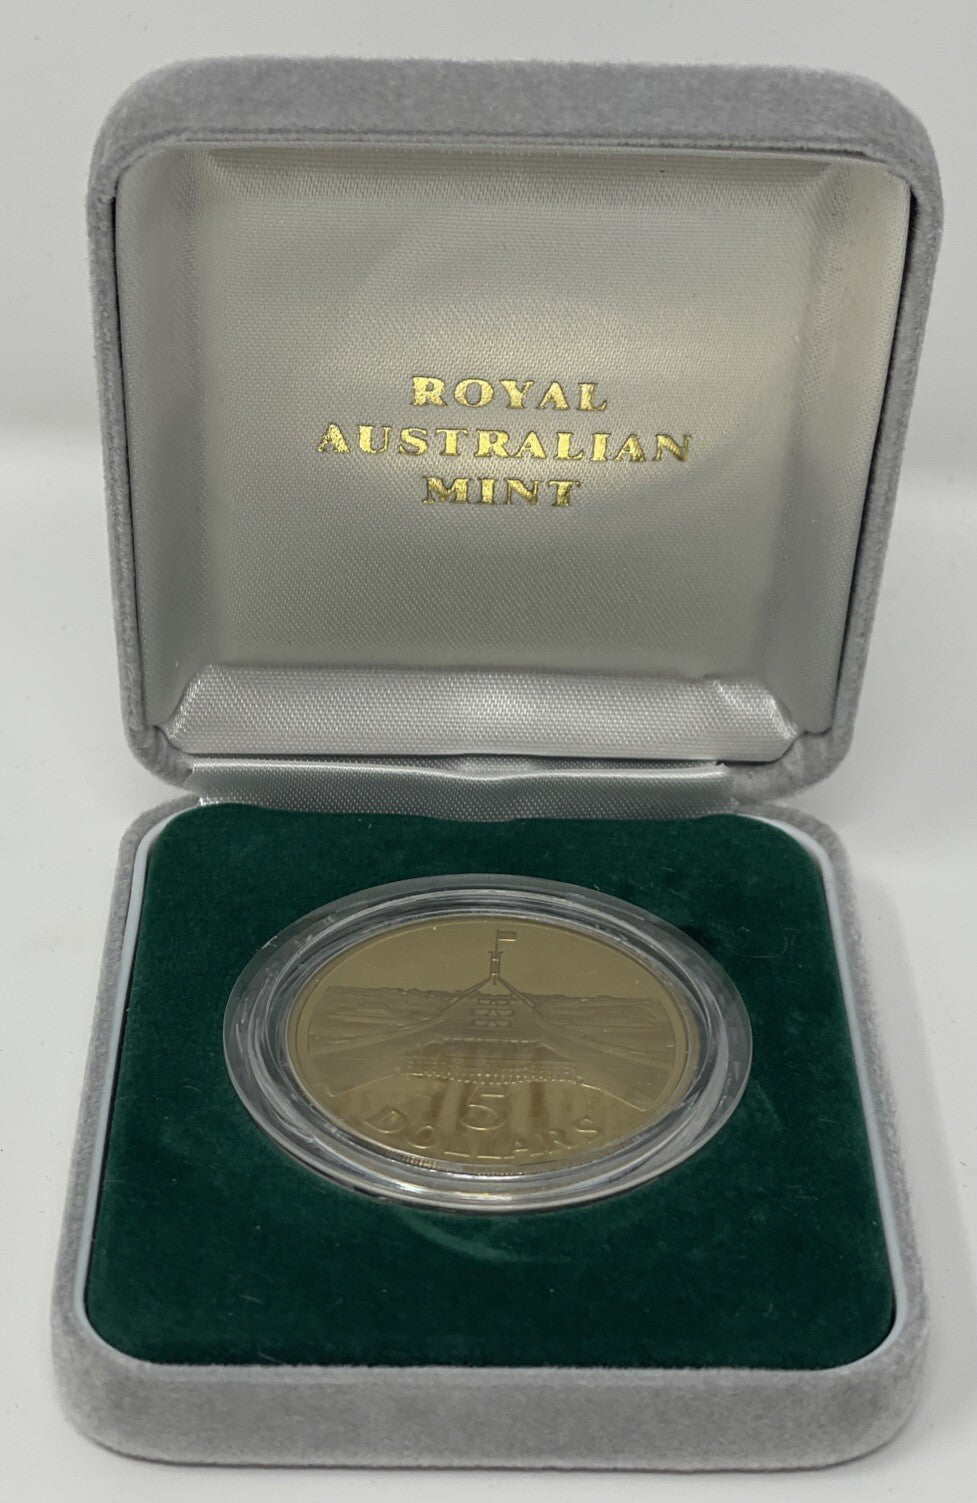 ROYAL
AUSTRALIAN
MINT
5
DOLLARS